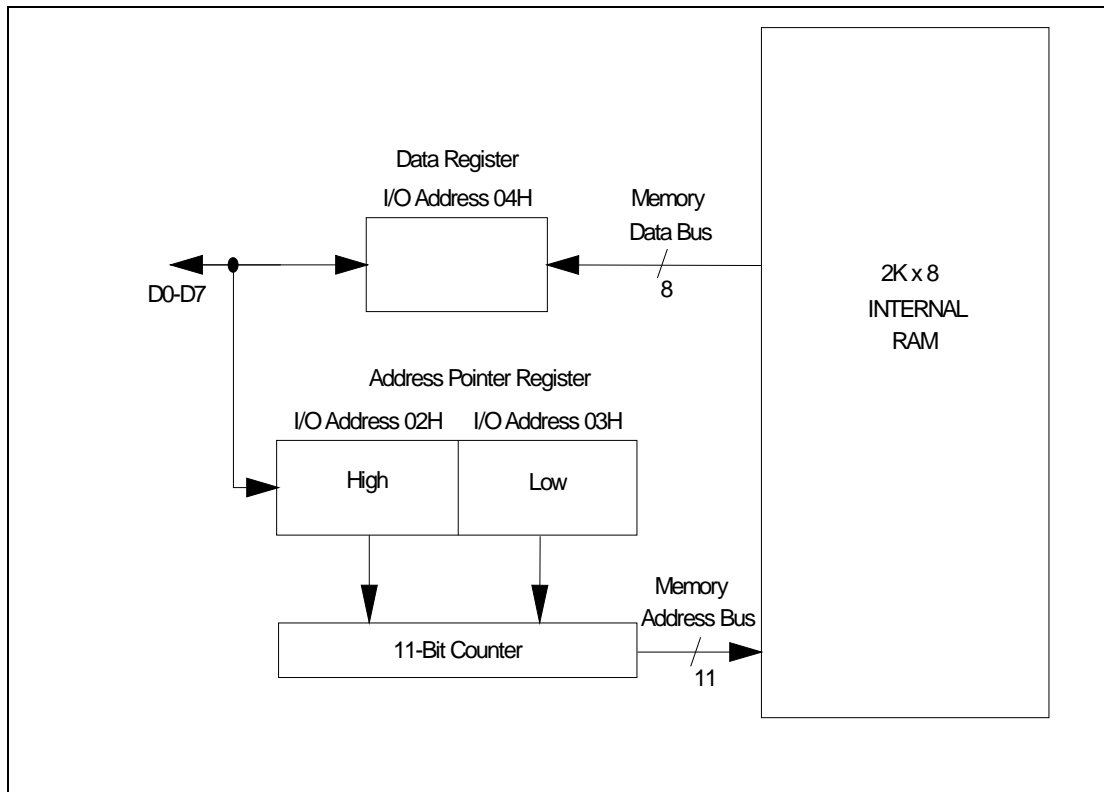 Data Register
I/O Address 04H
Memory
Data Bus
8
D0-D7
2K x 8
INTERNAL
RAM
Address Pointer Register
I/O Address 02H
I/O Address 03H
High
Low
11-Bit Counter
Memory
Address Bus
11